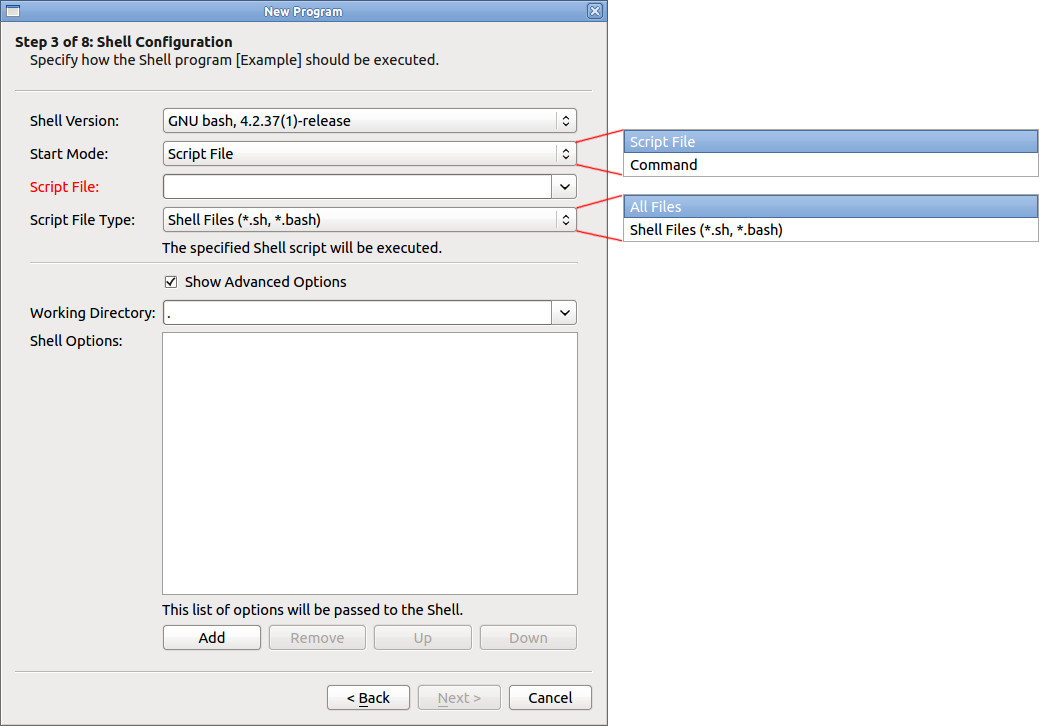 New Program
Step 3 of 8: Shell Configuration
Specify how the Shell program [Example] should be executed.
Shell Version: GNU bash, 4.2.37(1)-release
Start Mode: Script File
Script File
Command
Script File:
Script File Type: Shell Files (*.sh, *.bash)
All Files
Shell Files (*.sh, *.bash)
The specified Shell script will be executed.
Show Advanced Options
Working Directory: .
Shell Options:
This list of options will be passed to the Shell.
Add Remove Up Down
< Back Next > Cancel